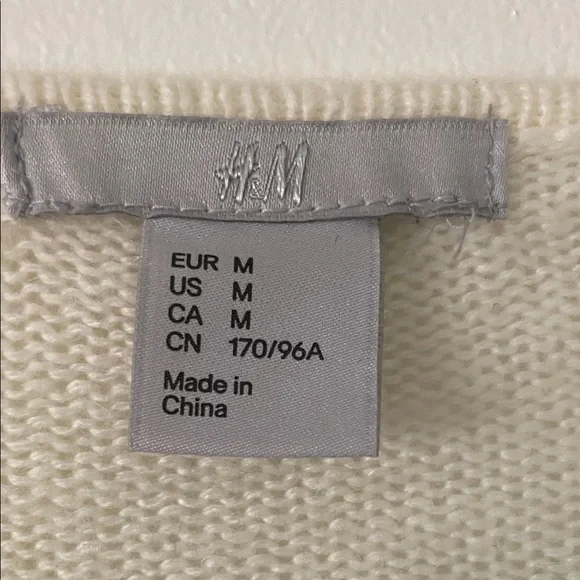 H&M
EUR M
US M
CA M
CN 170/96A
Made in
China